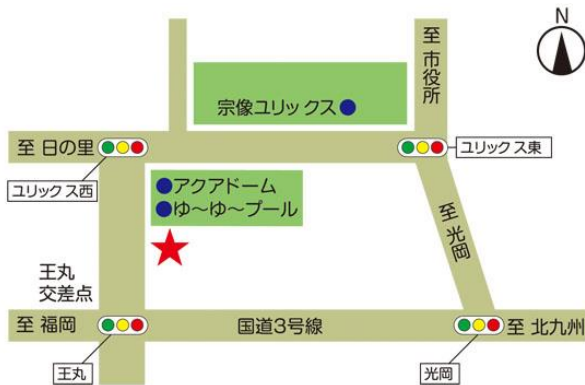 N
至 市役所
宗像ユリックス
至 日の里
ユリックス東
ユリックス西
アクアドーム
ゆ～ゆ～プール
至 光岡
王丸
交差点
至 福岡
国道3号線
至 北九州
王丸
光岡